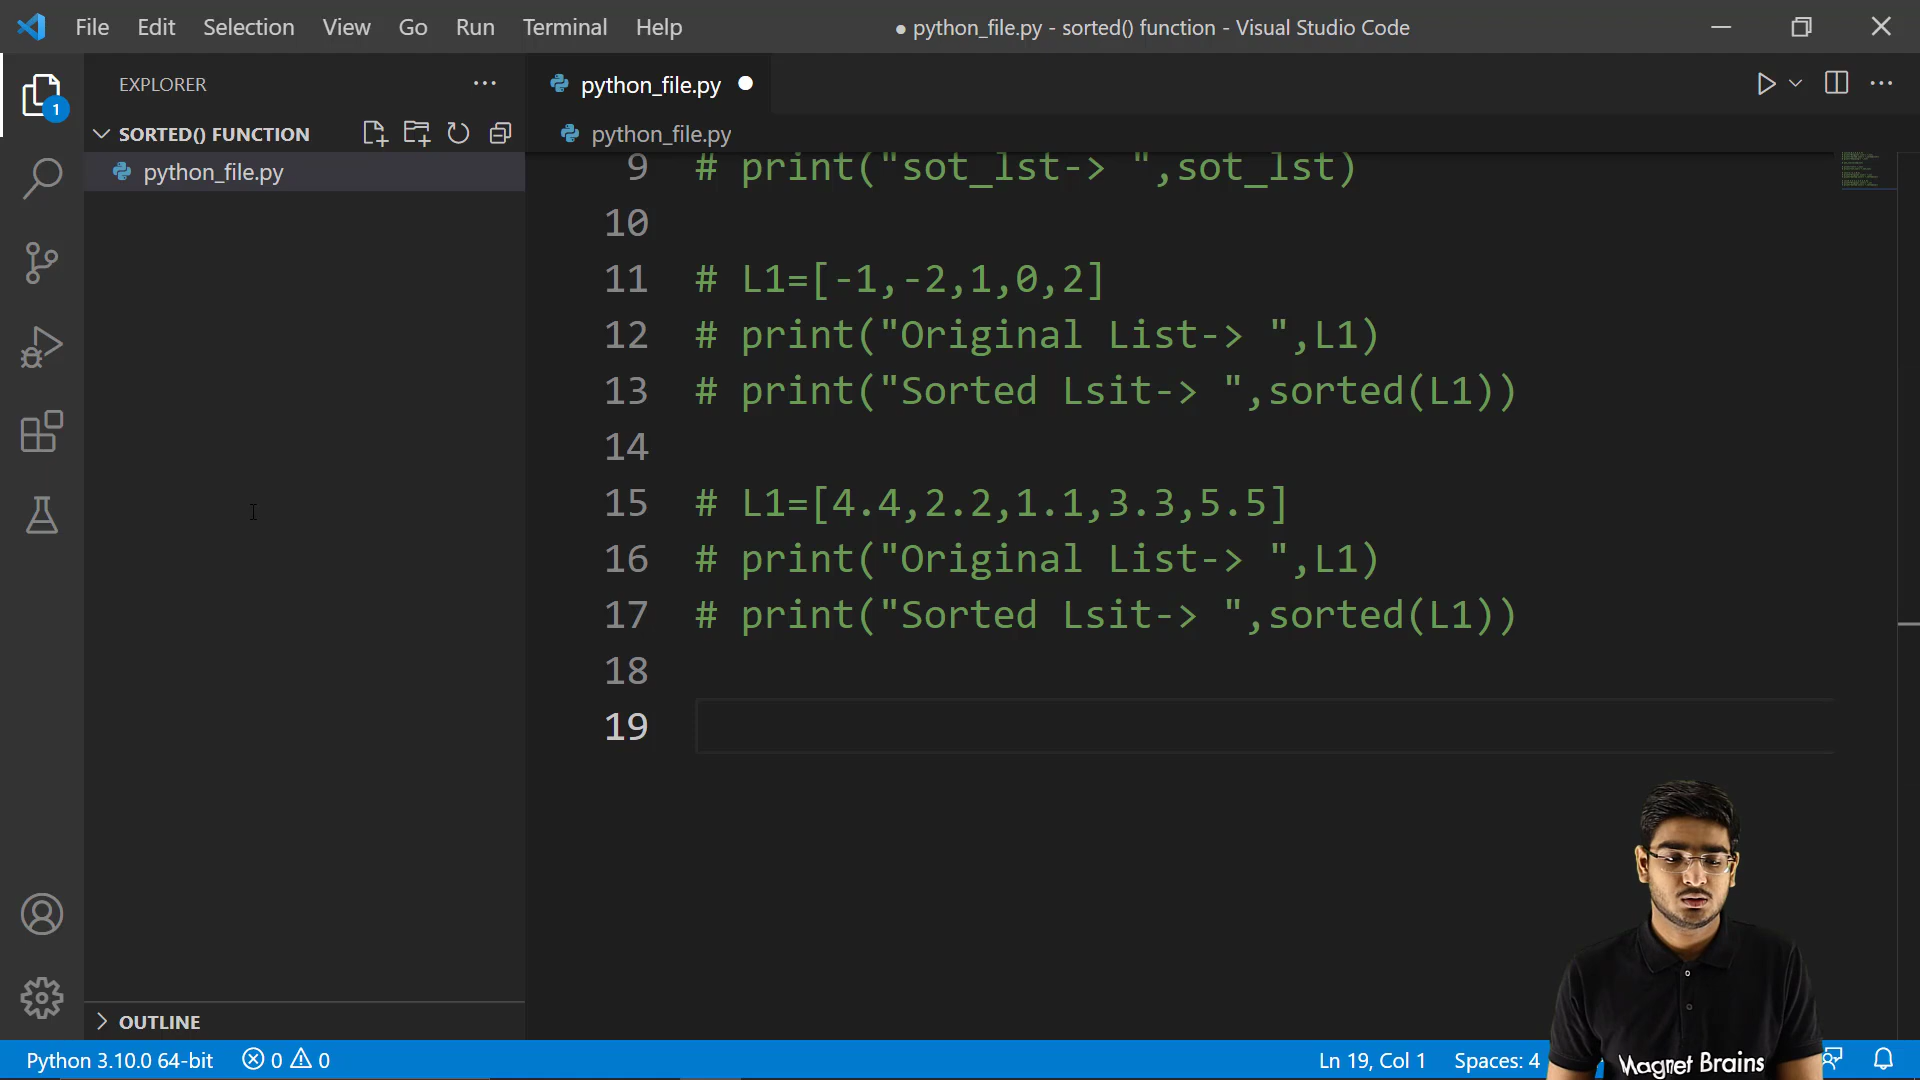 File Edit Selection View Go Run Terminal Help ● python_file.py - sorted() function - Visual Studio Code
EXPLORER ...
python_file.py ●
1
SORTED() FUNCTION
python_file.py
python_file.py
9 # print("sot_lst-> ",sot_lst)
10
11 # L1=[-1,-2,1,0,2]
12 # print("Original List-> ",L1)
13 # print("Sorted Lsit-> ",sorted(L1))
14
15 # L1=[4.4,2.2,1.1,3.3,5.5]
16 # print("Original List-> ",L1)
17 # print("Sorted Lsit-> ",sorted(L1))
18
19
OUTLINE
Python 3.10.0 64-bit 0 0 Ln 19, Col 1 Spaces: 4
Magnet Brains